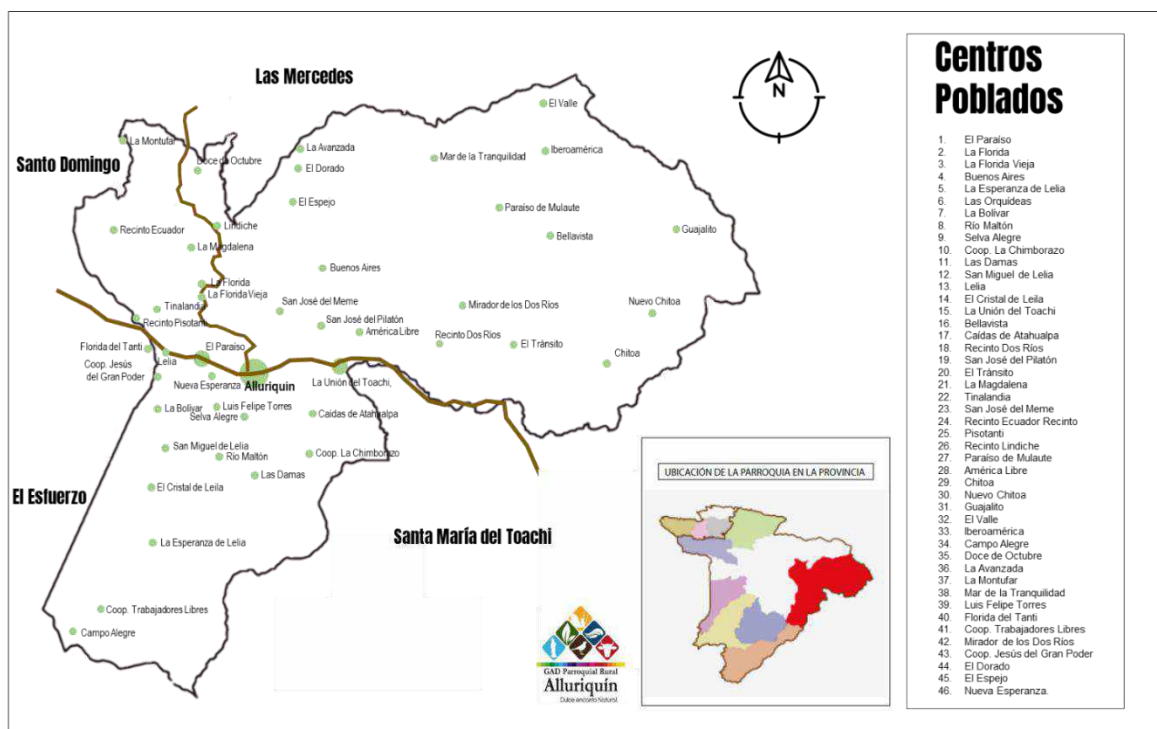 Las Mercedes
Santo Domingo
El Esfuerzo
Santa María del Toachi
N
El Valle
La Montufar
La Avanzada
Iberoamérica
Doce de Octubre
Mar de la Tranquilidad
El Dorado
El Espejo
Paraíso de Mulaute
Lindiche
Recinto Ecuador
Guajalito
Bellavista
La Magdalena
Buenos Aires
La Florida
La Florida Vieja
San José del Meme
Mirador de los Dos Ríos
Nuevo Chitoa
Tinalandia
Recinto Pisotanti
San José del Pilatón
América Libre
Recinto Dos Ríos
El Tránsito
Florida del Tanti
El Paraíso
Lelia
Chitoa
Coop. Jesús
del Gran Poder
Nueva Esperanza
Alluriquin
La Unión del Toachi,
La Bolívar
Luis Felipe Torres
Selva Alegre
Caídas de Atahualpa
San Miguel de Lelia
Río Maltón
Coop. La Chimborazo
Las Damas
El Cristal de Leila
La Esperanza de Lelia
Coop. Trabajadores Libres
Campo Alegre
GAD Parroquial Rural
Alluriquín
Dulce encanto Natural
UBICACIÓN DE LA PARROQUIA EN LA PROVINCIA
Centros
Poblados
1. El Paraíso
2. La Florida
3. La Florida Vieja
4. Buenos Aires
5. La Esperanza de Lelia
6. Las Orquídeas
7. La Bolívar
8. Río Maltón
9. Selva Alegre
10. Coop. La Chimborazo
11. Las Damas
12. San Miguel de Lelia
13. Lelia
14. El Cristal de Leila
15. La Unión del Toachi
16. Bellavista
17. Caídas de Atahualpa
18. Recinto Dos Ríos
19. San José del Pilatón
20. El Tránsito
21. La Magdalena
22. Tinalandia
23. San José del Meme
24. Recinto Ecuador Recinto
25. Pisotanti
26. Recinto Lindiche
27. Paraíso de Mulaute
28. América Libre
29. Chitoa
30. Nuevo Chitoa
31. Guajalito
32. El Valle
33. Iberoamérica
34. Campo Alegre
35. Doce de Octubre
36. La Avanzada
37. La Montufar
38. Mar de la Tranquilidad
39. Luis Felipe Torres
40. Florida del Tanti
41. Coop. Trabajadores Libres
42. Mirador de los Dos Ríos
43. Coop. Jesús del Gran Poder
44. El Dorado
45. El Espejo
46. Nueva Esperanza.